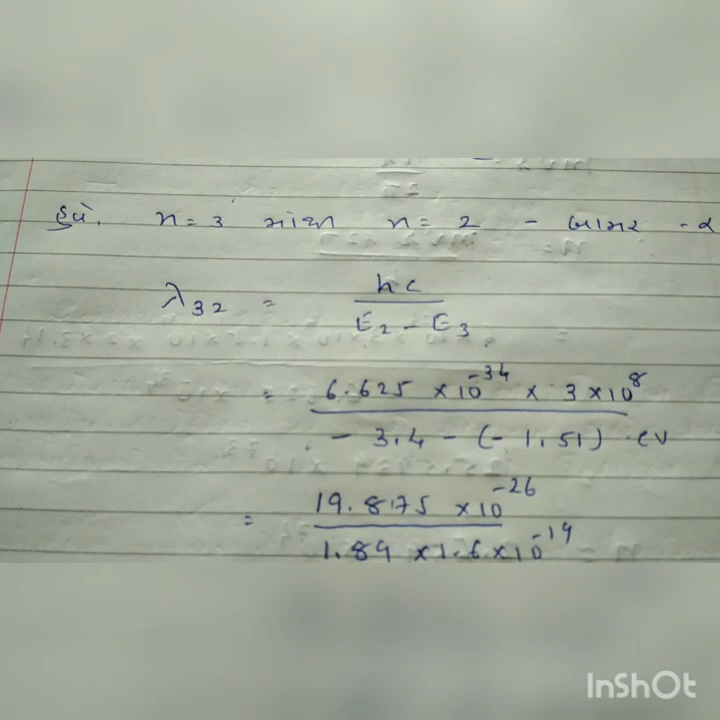 હવે, n = 3 માંથી n = 2 - બામર - α
λ32 = hc / E2 - E3
= 6.625 × 10^-34 × 3 × 10^8 / - 3.4 - (- 1.51) ev
= 19.875 × 10^-26 / 1.89 × 1.6 × 10^-19
InShOt